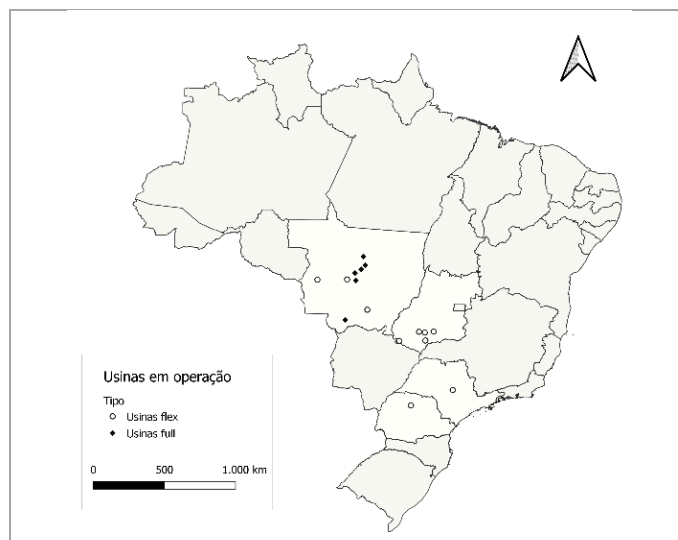 Usinas em operação
Tipo
Usinas flex
Usinas full
0 500 1.000 km